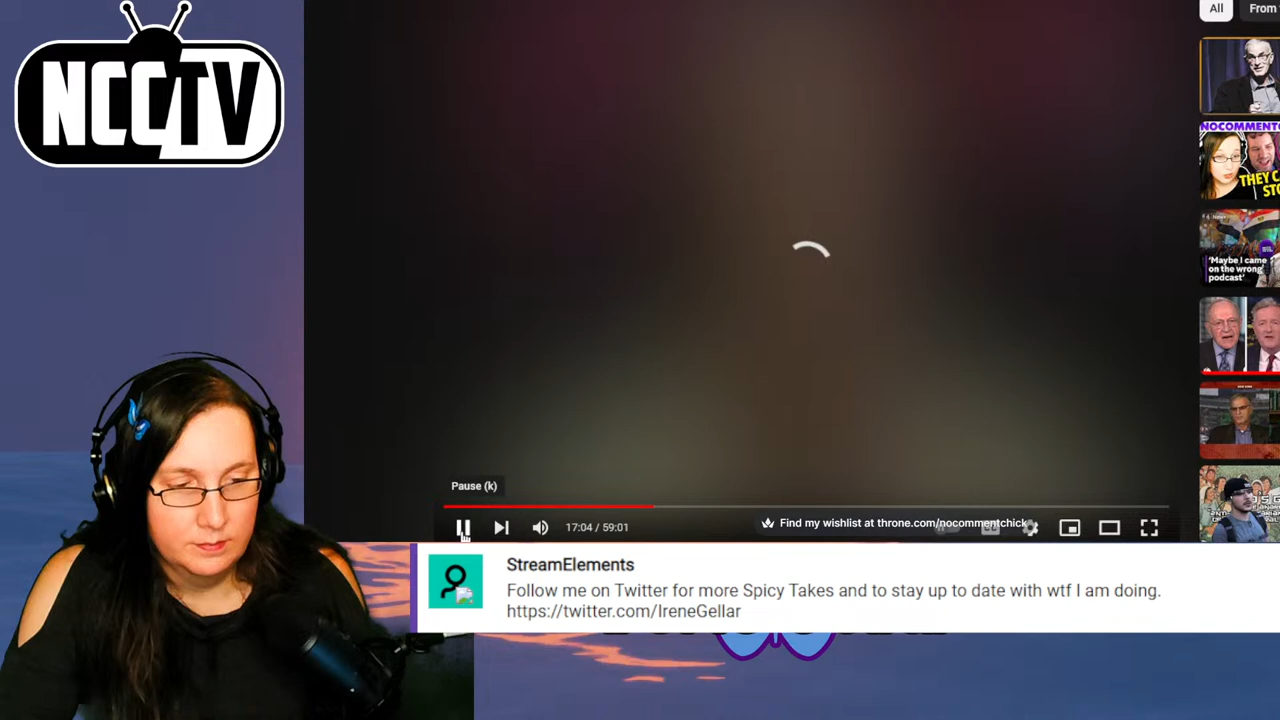 NCCTV
All
From
NOCOMMENTC
THEY C
STO
'Maybe I came
on the wrong
podcast'
Pause (k)
17:04 / 59:01
Find my wishlist at throne.com/nocommentchick
StreamElements
Follow me on Twitter for more Spicy Takes and to stay up to date with wtf I am doing.
https://twitter.com/IreneGellar